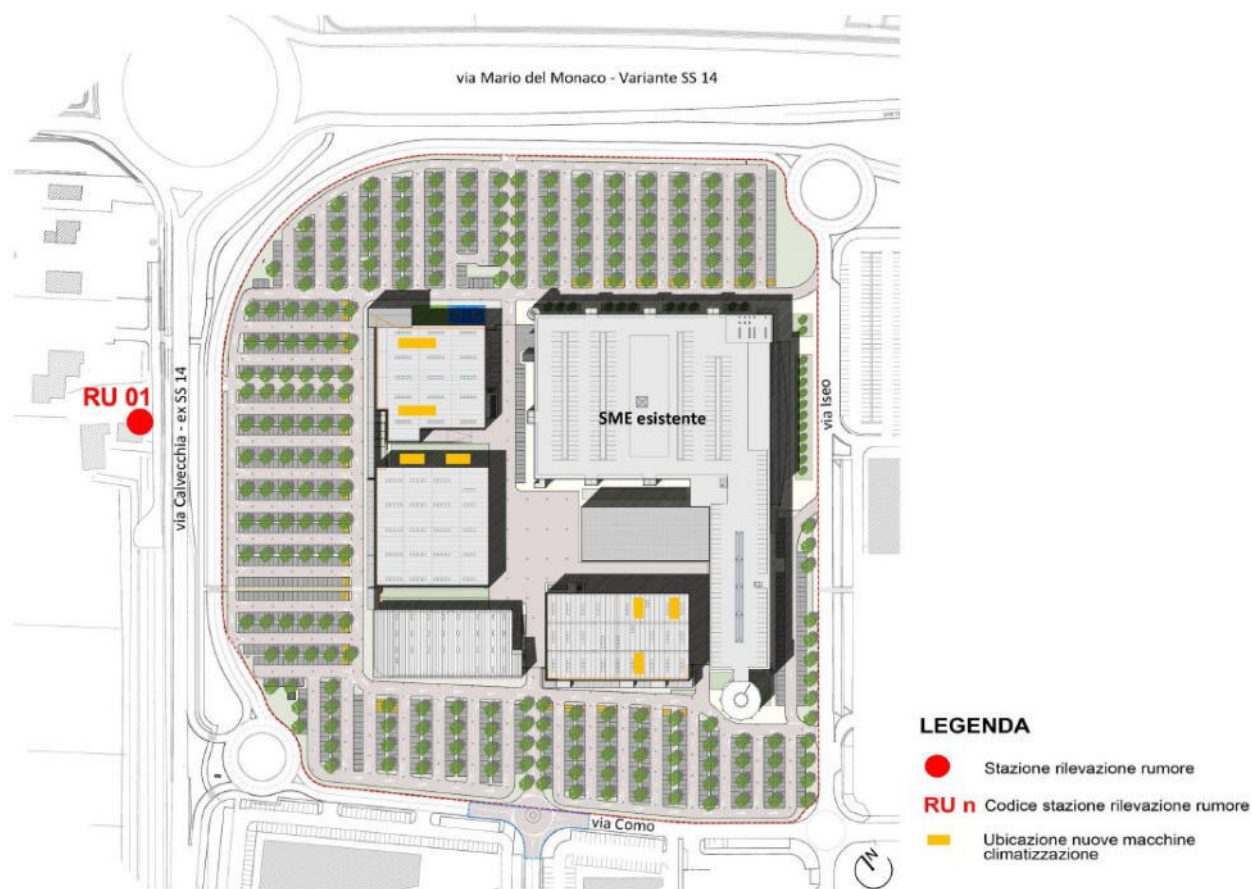 via Mario del Monaco - Variante SS 14
RU 01
via Calvecchia - ex SS 14
SME esistente
via Iseo
via Como
N
LEGENDA
Stazione rilevazione rumore
RU n Codice stazione rilevazione rumore
Ubicazione nuove macchine
climatizzazione